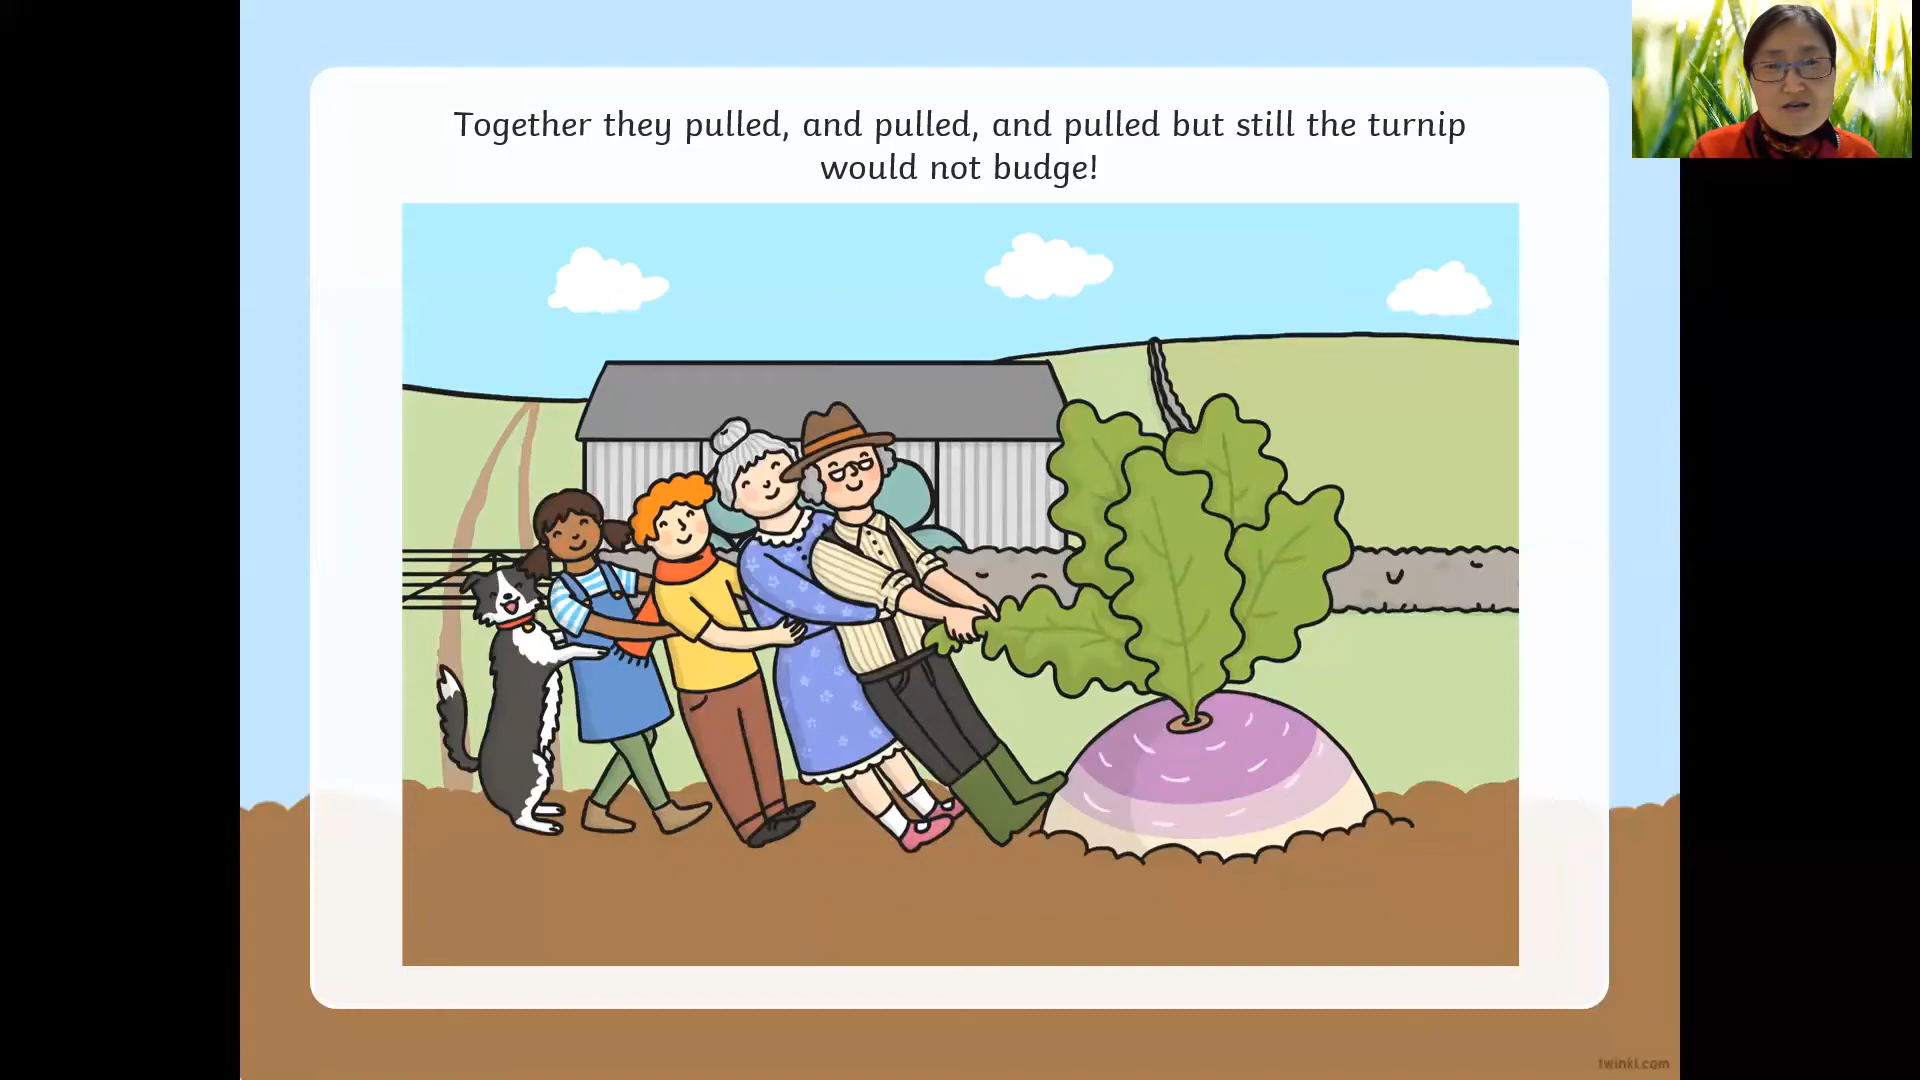 Together they pulled, and pulled, and pulled but still the turnip
would not budge!
twinkl.com